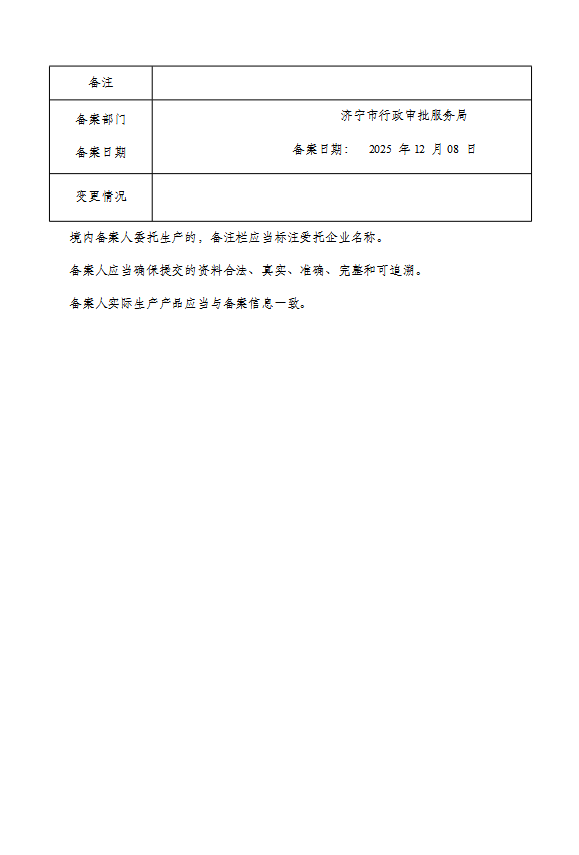 备注
备案部门
备案日期
济宁市行政审批服务局
备案日期： 2025 年 12 月 08 日
变更情况
境内备案人委托生产的，备注栏应当标注受托企业名称。
备案人应当确保提交的资料合法、真实、准确、完整和可追溯。
备案人实际生产产品应当与备案信息一致。